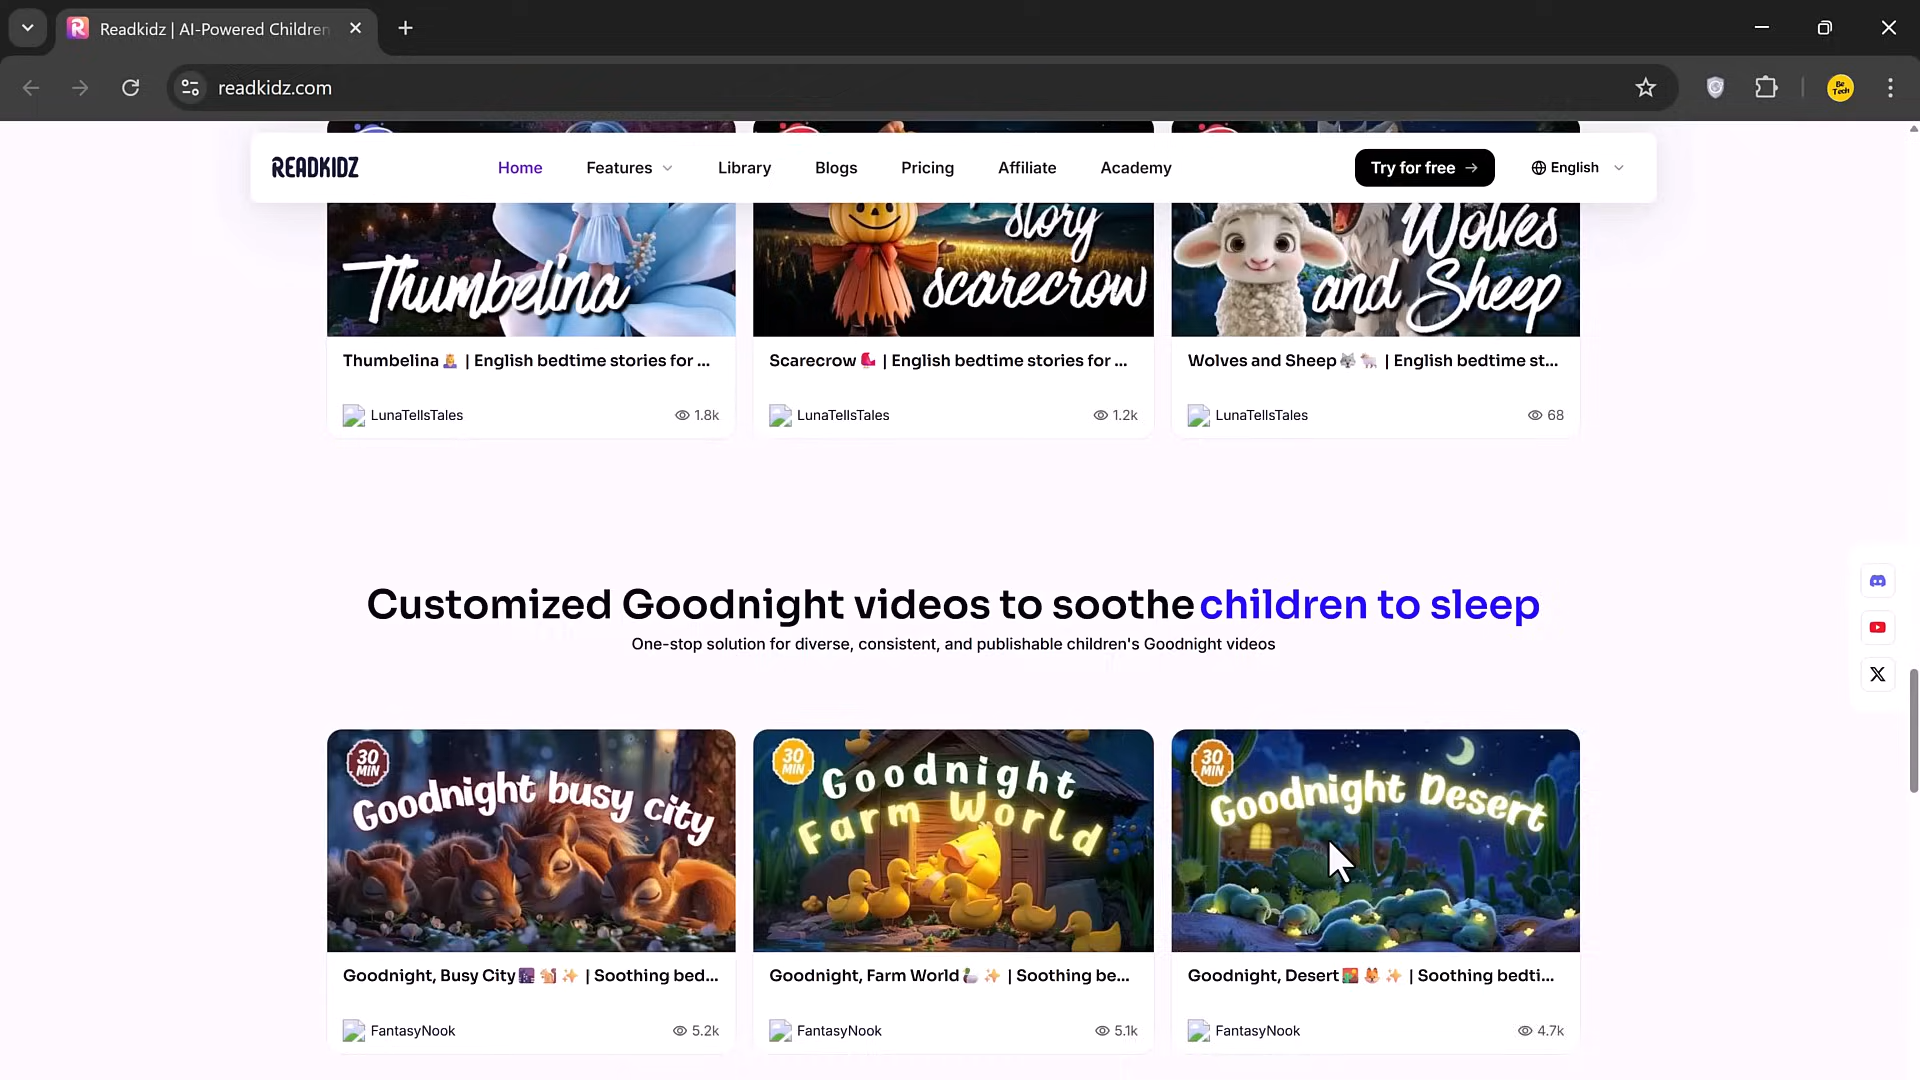 Readkidz | AI-Powered Children
readkidz.com
Be
Tech
READKIDZ
Home
Features
Library
Blogs
Pricing
Affiliate
Academy
Try for free →
English
Thumbelina
story
scarecrow
Wolves
and Sheep
Thumbelina🧜‍♀️ | English bedtime stories for ...
Scarecrow | English bedtime stories for ...
Wolves and Sheep🐺 🐑 | English bedtime st...
LunaTellsTales
1.8k
LunaTellsTales
1.2k
LunaTellsTales
68
Customized Goodnight videos to soothe children to sleep
One-stop solution for diverse, consistent, and publishable children's Goodnight videos
30
MIN
Goodnight busy city
30
MIN
Goodnight
Farm World
30
MIN
Goodnight Desert
Goodnight, Busy City🌆 🐿️ ✨ | Soothing bed...
Goodnight, Farm World🦆 ✨ | Soothing be...
Goodnight, Desert🏜️ 🦊 ✨ | Soothing bedti...
FantasyNook
5.2k
FantasyNook
5.1k
FantasyNook
4.7k